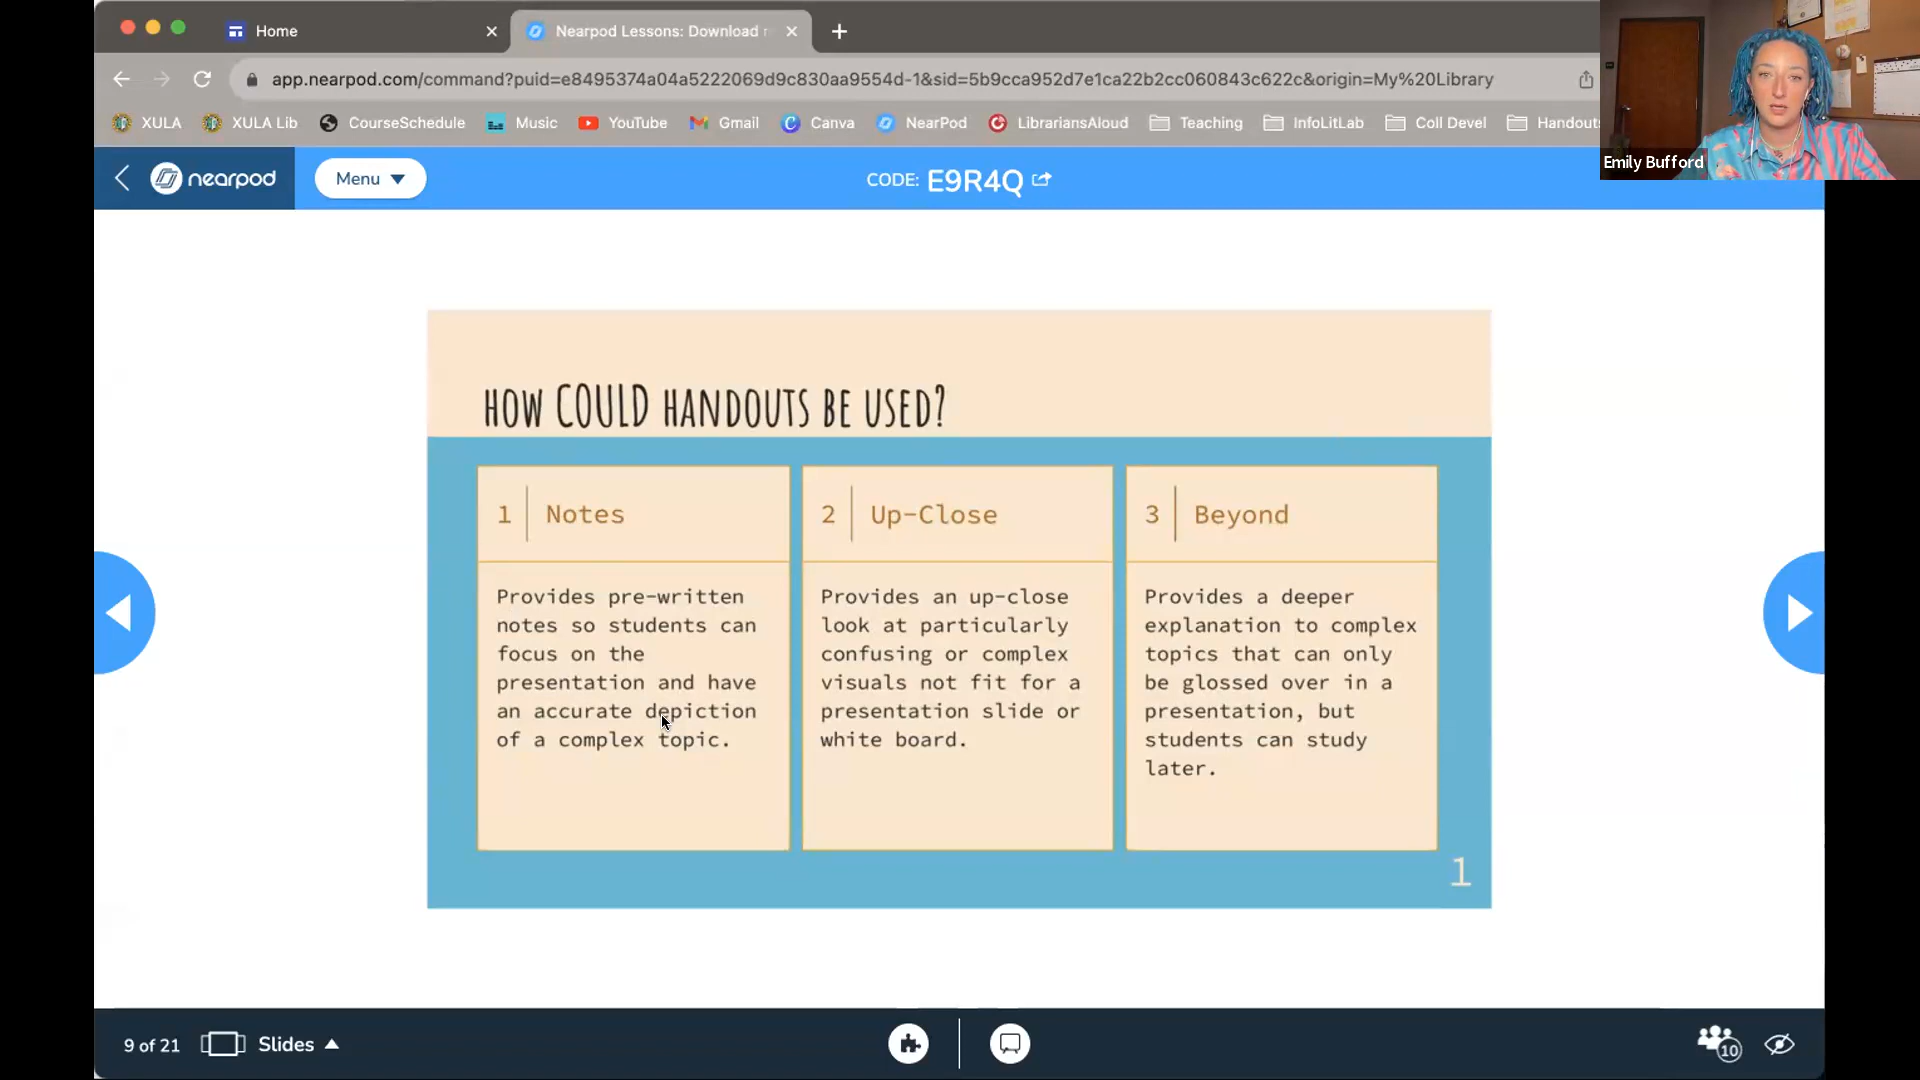 Home
Nearpod Lessons: Download
app.nearpod.com/command?puid=e8495374a04a5222069d9c830aa9554d-1&sid=5b9cca952d7e1ca22b2cc060843c622c&origin=My%20Library
XULA XULA Lib CourseSchedule Music YouTube Gmail Canva NearPod LibrariesAloud Teaching InfoLitLab Coll Devel Handouts
Emily Bufford
nearpod Menu CODE: E9R4Q
HOW COULD HANDOUTS BE USED?
1 Notes
Provides pre-written
notes so students can
focus on the
presentation and have
an accurate depiction
of a complex topic.
2 Up-Close
Provides an up-close
look at particularly
confusing or complex
visuals not fit for a
presentation slide or
white board.
3 Beyond
Provides a deeper
explanation to complex
topics that can only
be glossed over in a
presentation, but
students can study
later.
1
9 of 21 Slides 10